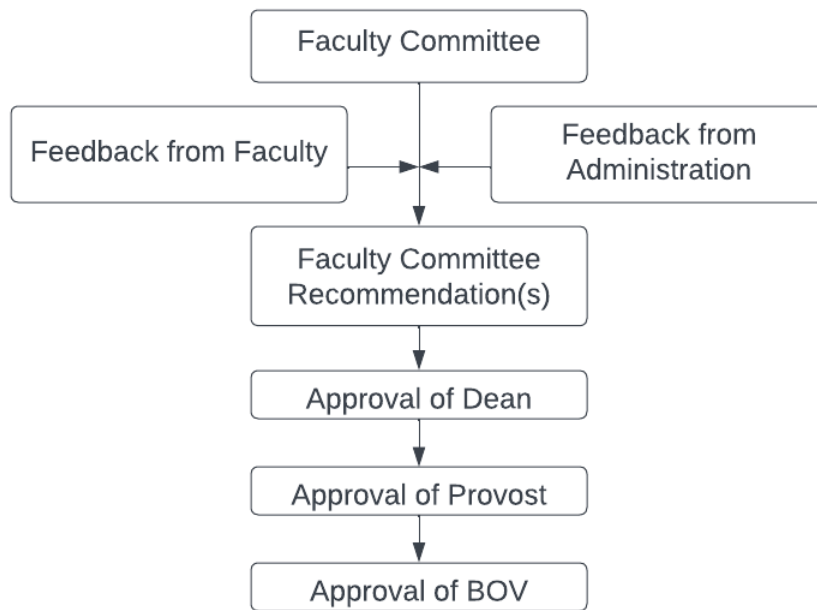 Faculty Committee
Feedback from Faculty
Feedback from
Administration
Faculty Committee
Recommendation(s)
Approval of Dean
Approval of Provost
Approval of BOV